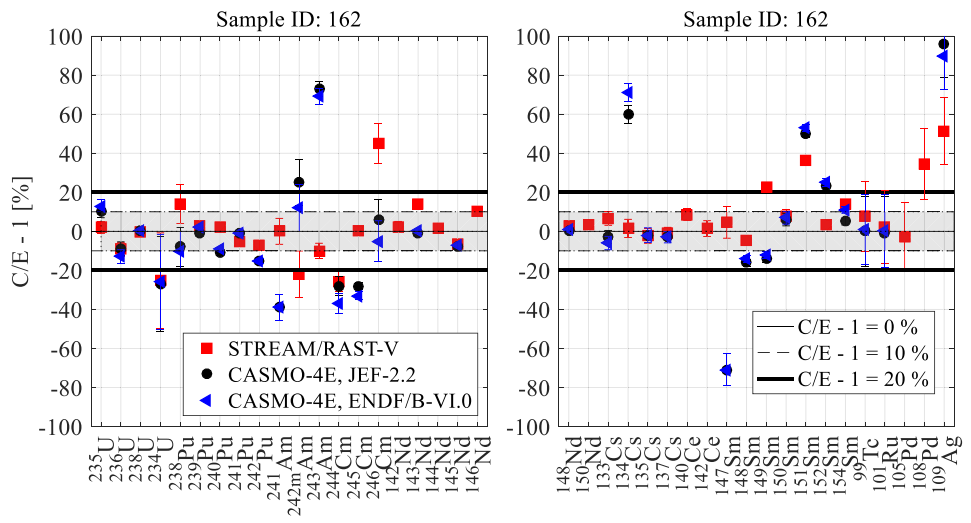 Sample ID: 162
C/E - 1 [%]
100
80
60
40
20
0
-20
-40
-60
-80
-100
STREAM/RAST-V
CASMO-4E, JEF-2.2
CASMO-4E, ENDF/B-VI.0
235U
236U
238U
234U
238Pu
239Pu
240Pu
241Pu
242Pu
241Am
242mAm
243Am
244Cm
245Cm
246Cm
142Nd
143Nd
144Nd
145Nd
146Nd
Sample ID: 162
100
80
60
40
20
0
-20
-40
-60
-80
-100
C/E - 1 = 0 %
C/E - 1 = 10 %
C/E - 1 = 20 %
148Nd
150Nd
133Cs
134Cs
135Cs
137Cs
140Ce
142Ce
147Sm
148Sm
149Sm
150Sm
151Sm
152Sm
154Sm
99Tc
101Ru
105Pd
108Pd
109Ag